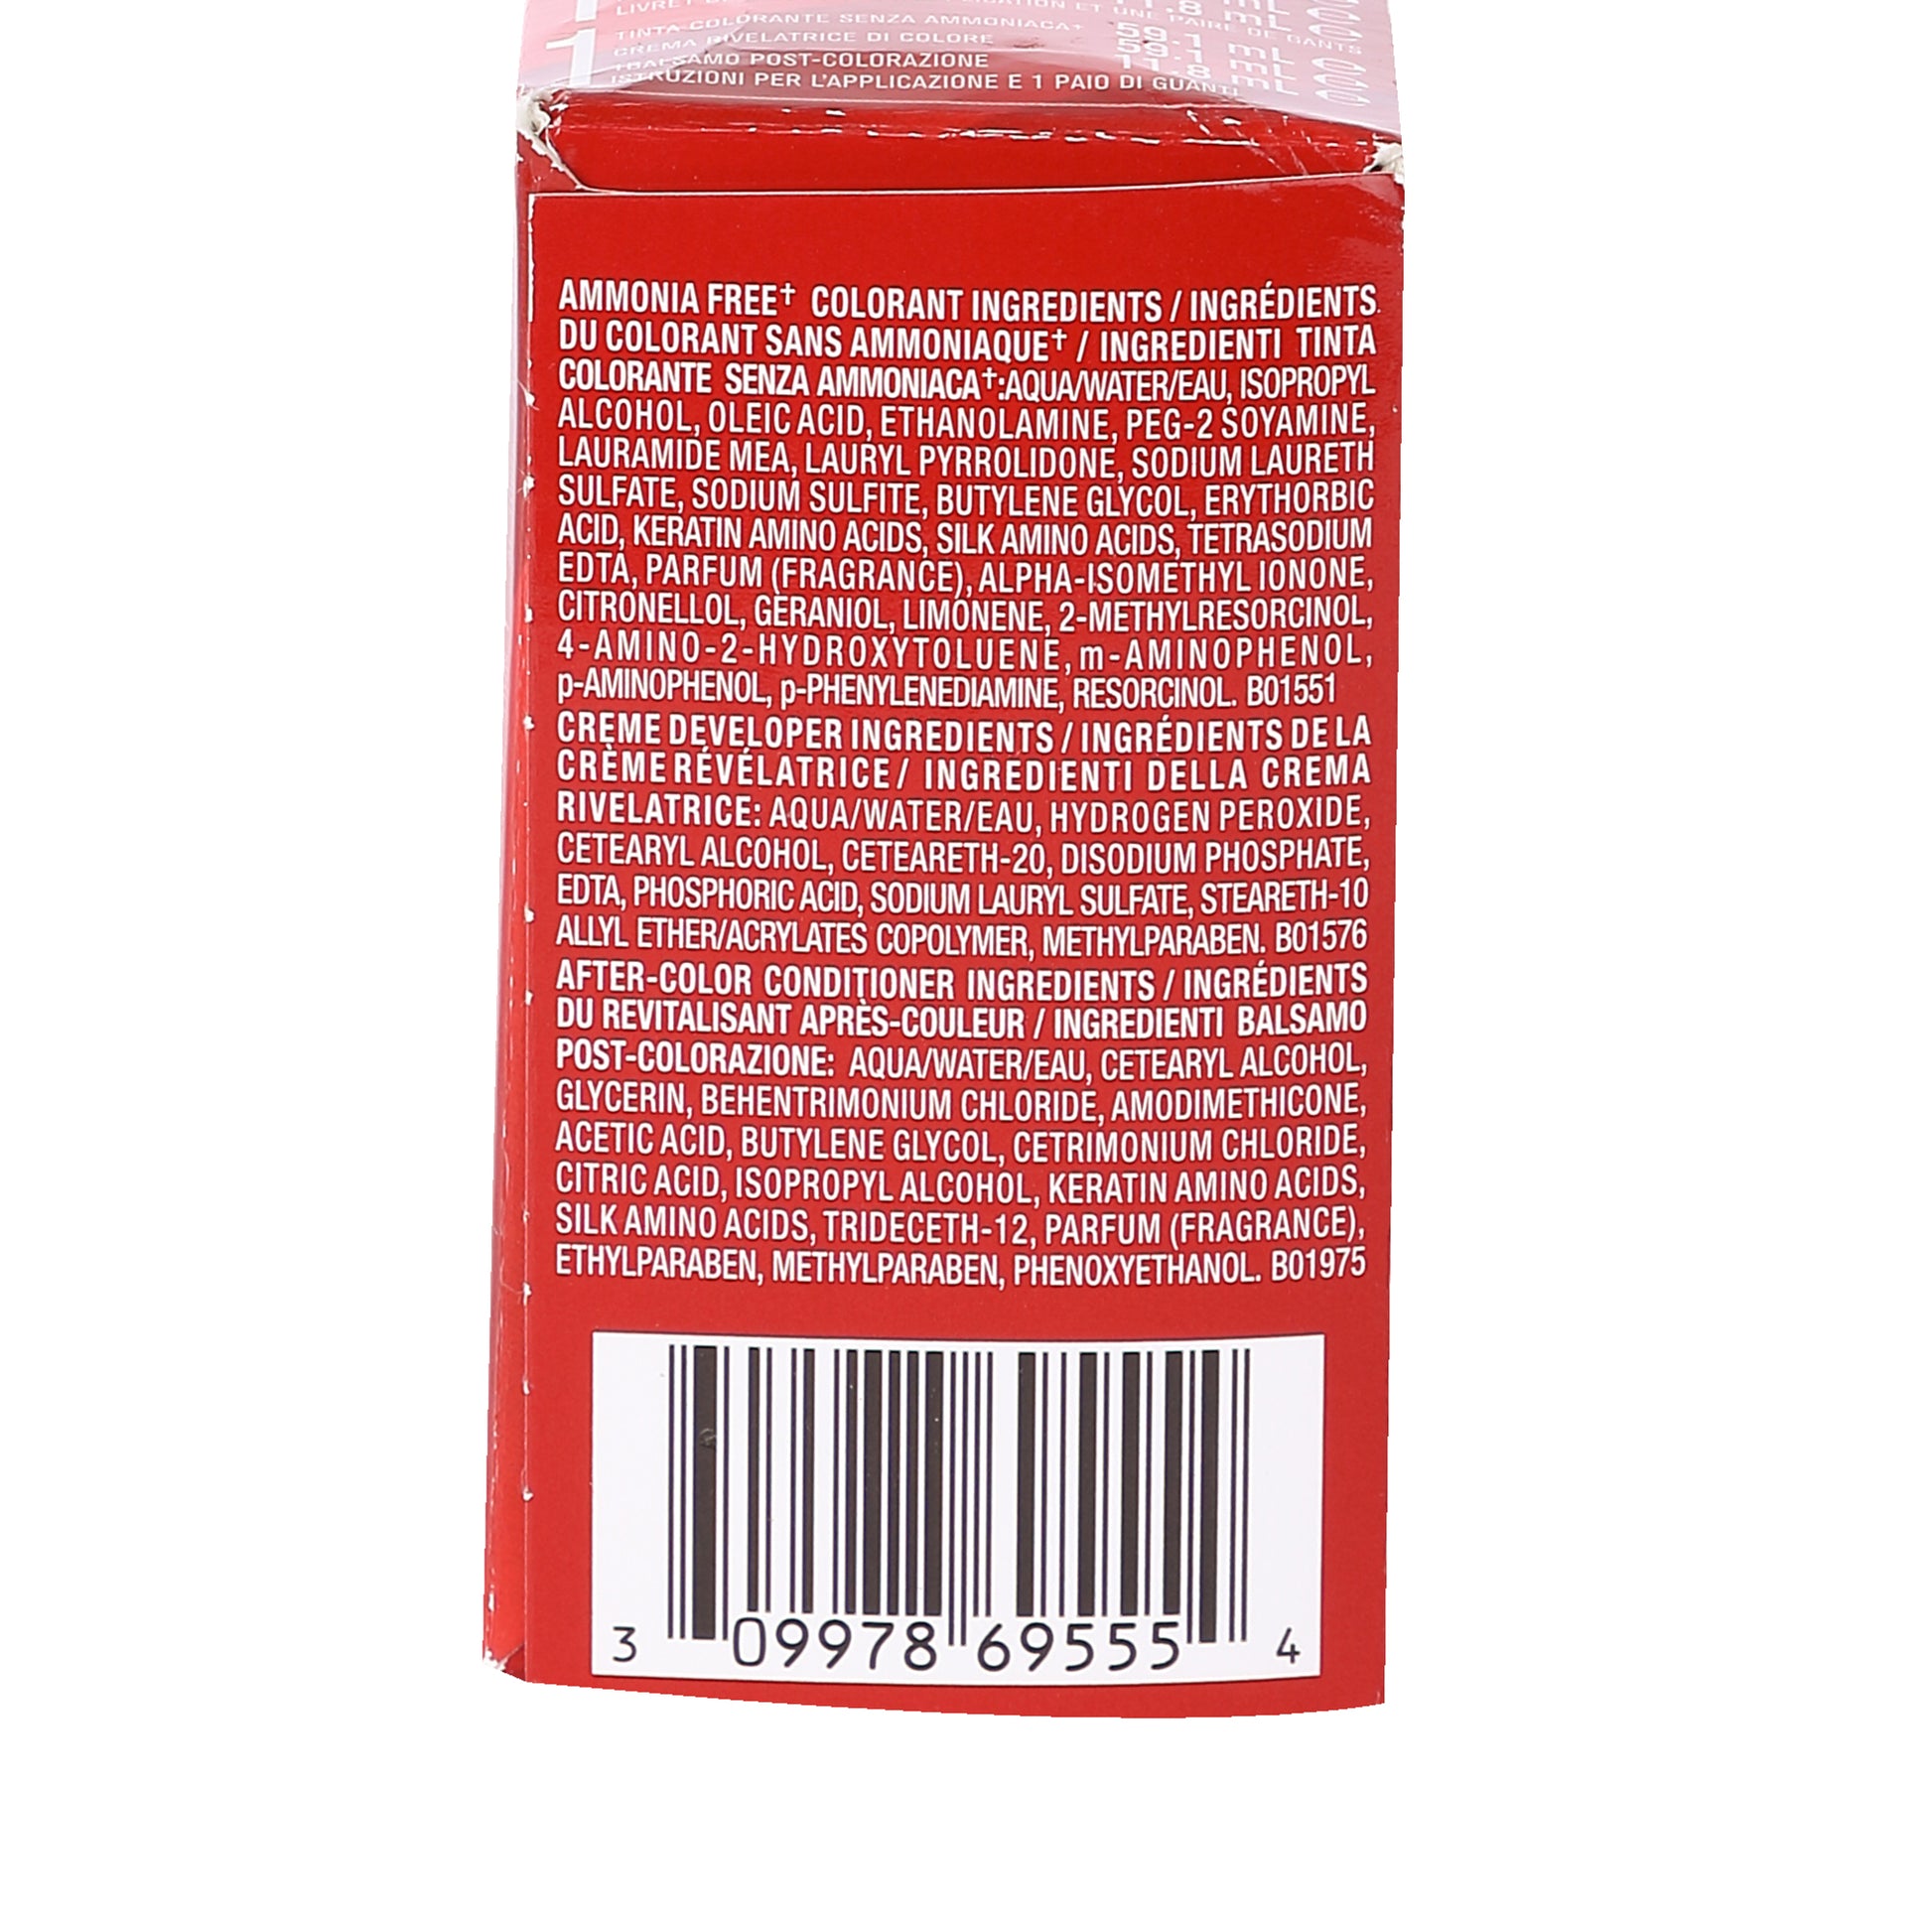 TINTA-COLORANTE SENZA AMMONIACA† 59.1 mL
CREMA RIVELATRICE DI COLORE 59.1 mL
1 BALSAMO POST-COLORAZIONE 11.8 mL
ISTRUZIONI PER L'APPLICAZIONE E 1 PAIO DI GUANTI
AMMONIA FREE† COLORANT INGREDIENTS / INGRÉDIENTS
DU COLORANT SANS AMMONIAQUE† / INGREDIENTI TINTA
COLORANTE SENZA AMMONIACA†:AQUA/WATER/EAU, ISOPROPYL
ALCOHOL, OLEIC ACID, ETHANOLAMINE, PEG-2 SOYAMINE,
LAURAMIDE MEA, LAURYL PYRROLIDONE, SODIUM LAURETH
SULFATE, SODIUM SULFITE, BUTYLENE GLYCOL, ERYTHORBIC
ACID, KERATIN AMINO ACIDS, SILK AMINO ACIDS, TETRASODIUM
EDTA, PARFUM (FRAGRANCE), ALPHA-ISOMETHYL IONONE,
CITRONELLOL, GERANIOL, LIMONENE, 2-METHYLRESORCINOL,
4-AMINO-2-HYDROXYTOLUENE, m-AMINOPHENOL,
p-AMINOPHENOL, p-PHENYLENEDIAMINE, RESORCINOL. B01551
CREME DEVELOPER INGREDIENTS / INGRÉDIENTS DE LA
CRÈME RÉVÉLATRICE / INGREDIENTI DELLA CREMA
RIVELATRICE: AQUA/WATER/EAU, HYDROGEN PEROXIDE,
CETEARYL ALCOHOL, CETEARETH-20, DISODIUM PHOSPHATE,
EDTA, PHOSPHORIC ACID, SODIUM LAURYL SULFATE, STEARETH-10
ALLYL ETHER/ACRYLATES COPOLYMER, METHYLPARABEN. B01576
AFTER-COLOR CONDITIONER INGREDIENTS / INGRÉDIENTS
DU REVITALISANT APRÈS-COULEUR / INGREDIENTI BALSAMO
POST-COLORAZIONE: AQUA/WATER/EAU, CETEARYL ALCOHOL,
GLYCERIN, BEHENTRIMONIUM CHLORIDE, AMODIMETHICONE,
ACETIC ACID, BUTYLENE GLYCOL, CETRIMONIUM CHLORIDE,
CITRIC ACID, ISOPROPYL ALCOHOL, KERATIN AMINO ACIDS,
SILK AMINO ACIDS, TRIDECETH-12, PARFUM (FRAGRANCE),
ETHYLPARABEN, METHYLPARABEN, PHENOXYETHANOL. B01975
3 09978 69555 4